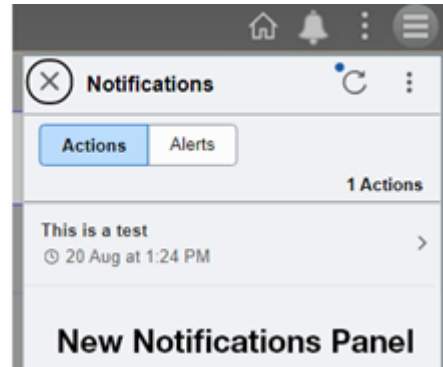 Notifications
Actions Alerts
1 Actions
This is a test
20 Aug at 1:24 PM
New Notifications Panel